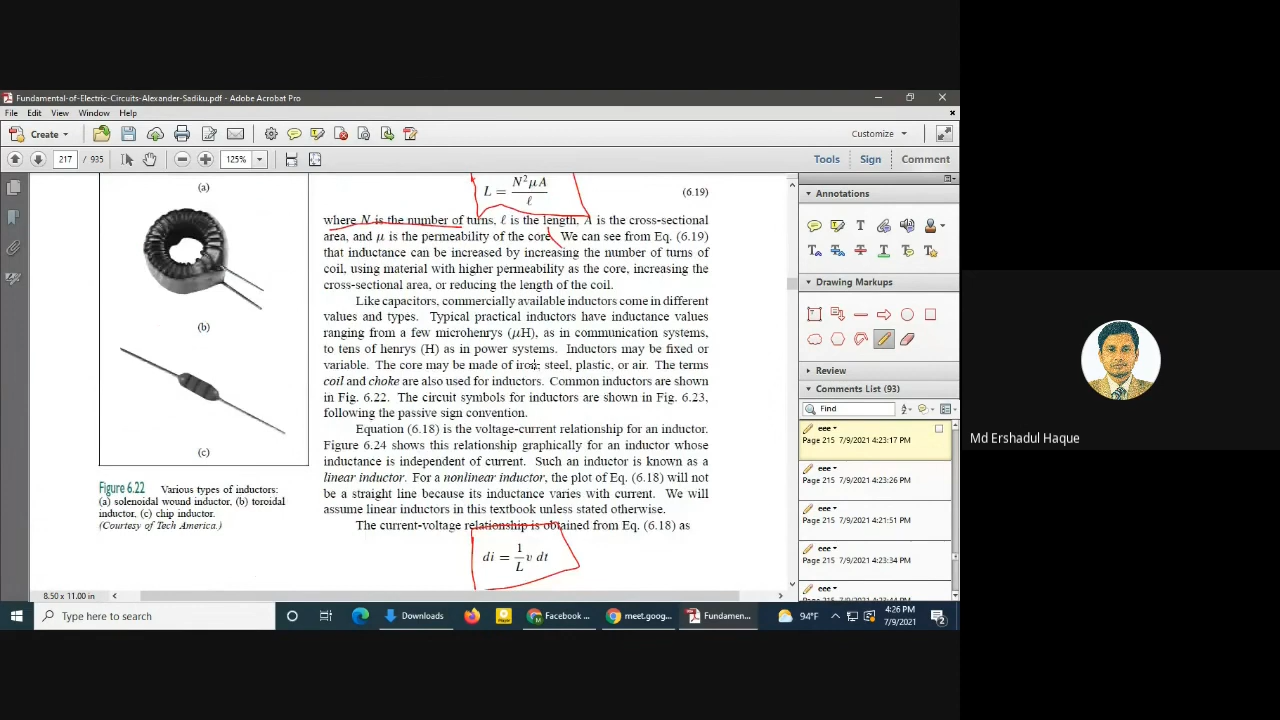 Fundamental-of-Electric-Circuits-Alexander-Sadiku.pdf - Adobe Acrobat Pro
File Edit View Window Help
Create
Customize
217 / 935
125%
Tools Sign Comment
(a)
(b)
(c)
Figure 6.22 Various types of inductors:
(a) solenoidal wound inductor, (b) toroidal
inductor, (c) chip inductor.
(Courtesy of Tech America.)
L = N²μA / ℓ (6.19)
where N is the number of turns, ℓ is the length, A is the cross-sectional
area, and μ is the permeability of the core. We can see from Eq. (6.19)
that inductance can be increased by increasing the number of turns of
coil, using material with higher permeability as the core, increasing the
cross-sectional area, or reducing the length of the coil.
Like capacitors, commercially available inductors come in different
values and types. Typical practical inductors have inductance values
ranging from a few microhenrys (μH), as in communication systems,
to tens of henrys (H) as in power systems. Inductors may be fixed or
variable. The core may be made of iron, steel, plastic, or air. The terms
coil and choke are also used for inductors. Common inductors are shown
in Fig. 6.22. The circuit symbols for inductors are shown in Fig. 6.23,
following the passive sign convention.
Equation (6.18) is the voltage-current relationship for an inductor.
Figure 6.24 shows this relationship graphically for an inductor whose
inductance is independent of current. Such an inductor is known as a
linear inductor. For a nonlinear inductor, the plot of Eq. (6.18) will not
be a straight line because its inductance varies with current. We will
assume linear inductors in this textbook unless stated otherwise.
The current-voltage relationship is obtained from Eq. (6.18) as
di = 1/L v dt
8.50 x 11.00 in
Annotations
Drawing Markups
Review
Comments List (93)
Find
eee
Page 215 7/9/2021 4:23:17 PM
eee
Page 215 7/9/2021 4:23:26 PM
eee
Page 215 7/9/2021 4:21:51 PM
eee
Page 215 7/9/2021 4:23:34 PM
eee
Md Ershadul Haque
Type here to search
Downloads
Facebook ...
meet.goog...
Fundamen...
94°F
4:26 PM
7/9/2021
2